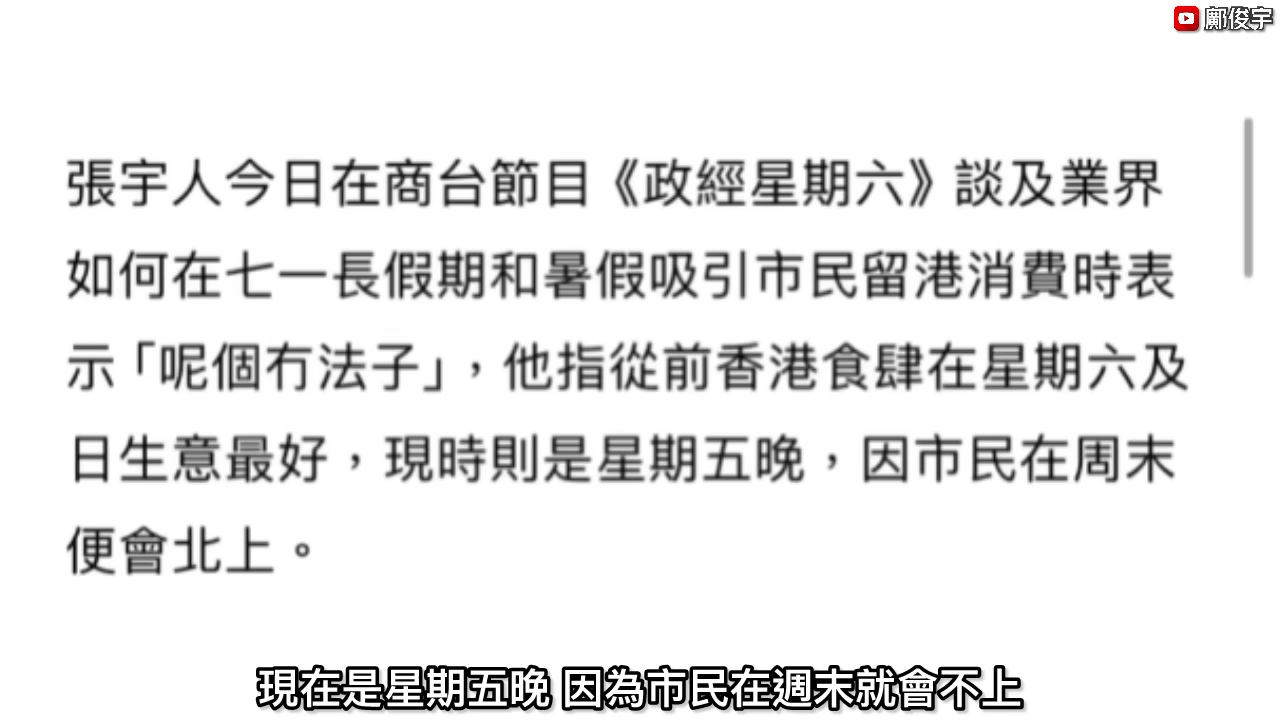 鄺俊宇
張宇人今日在商台節目《政經星期六》談及業界
如何在七一長假期和暑假吸引市民留港消費時表
示「呢個冇法子」，他指從前香港食肆在星期六及
日生意最好，現時則是星期五晚，因市民在周末
便會北上。
現在是星期五晚 因為市民在週末就會不上